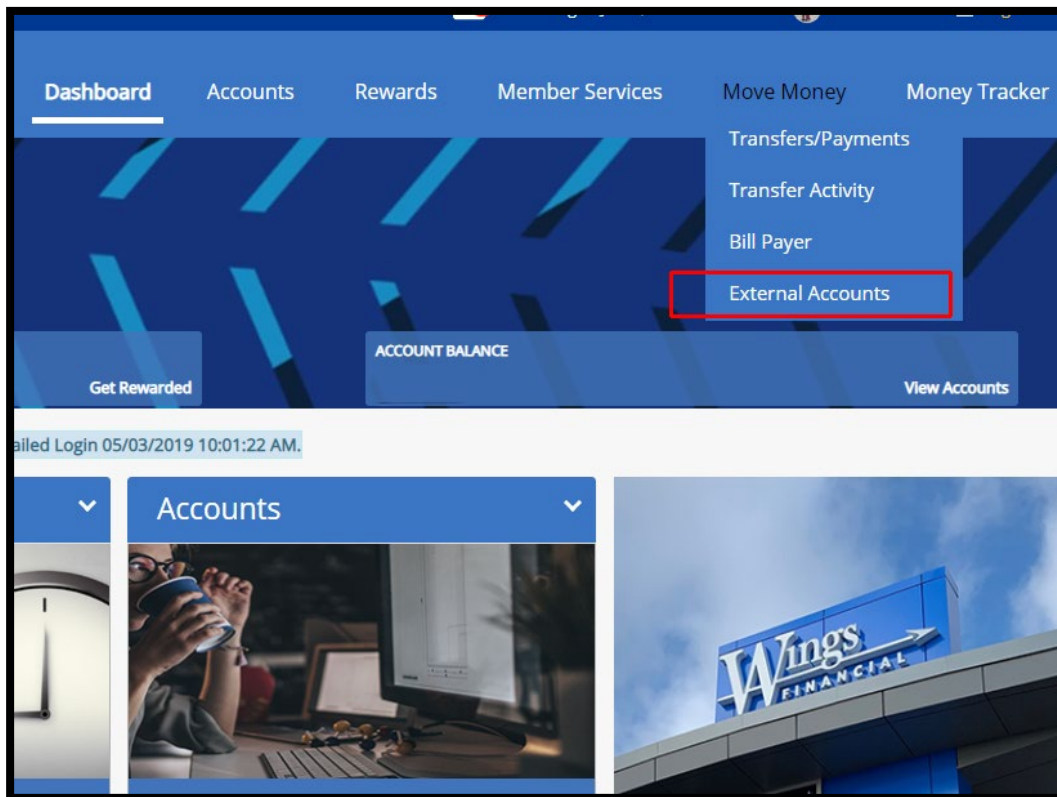 Dashboard Accounts Rewards Member Services Move Money Money Tracker
Transfers/Payments
Transfer Activity
Bill Payer
External Accounts
ACCOUNT BALANCE
Get Rewarded
View Accounts
ailed Login 05/03/2019 10:01:22 AM.
Accounts
Wings
FINANCIAL